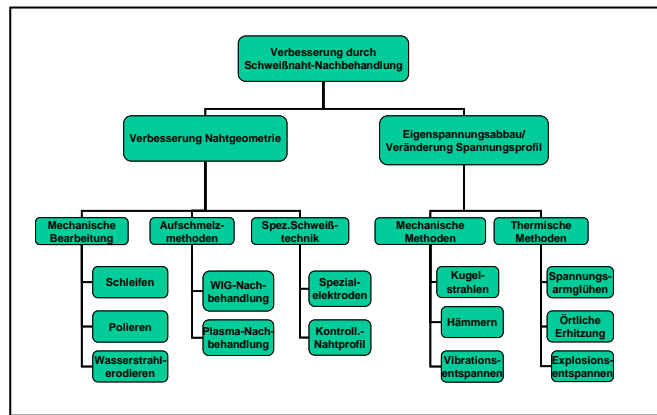 Verbesserung durch
Schweißnaht-Nachbehandlung
Verbesserung Nahtgeometrie
Eigenspannungsabbau/
Veränderung Spannungsprofil
Mechanische
Bearbeitung
Aufschmelz-
methoden
Spez.Schweiß-
technik
Mechanische
Methoden
Thermische
Methoden
Schleifen
Polieren
Wasserstrahl-
erodieren
WIG-Nach-
behandlung
Plasma-Nach-
behandlung
Spezial-
elektroden
Kontroll.-
Nahtprofil
Kugel-
strahlen
Hämmern
Vibrations-
entspannen
Spannungs-
armglühen
Örtliche
Erhitzung
Explosions-
entspannen